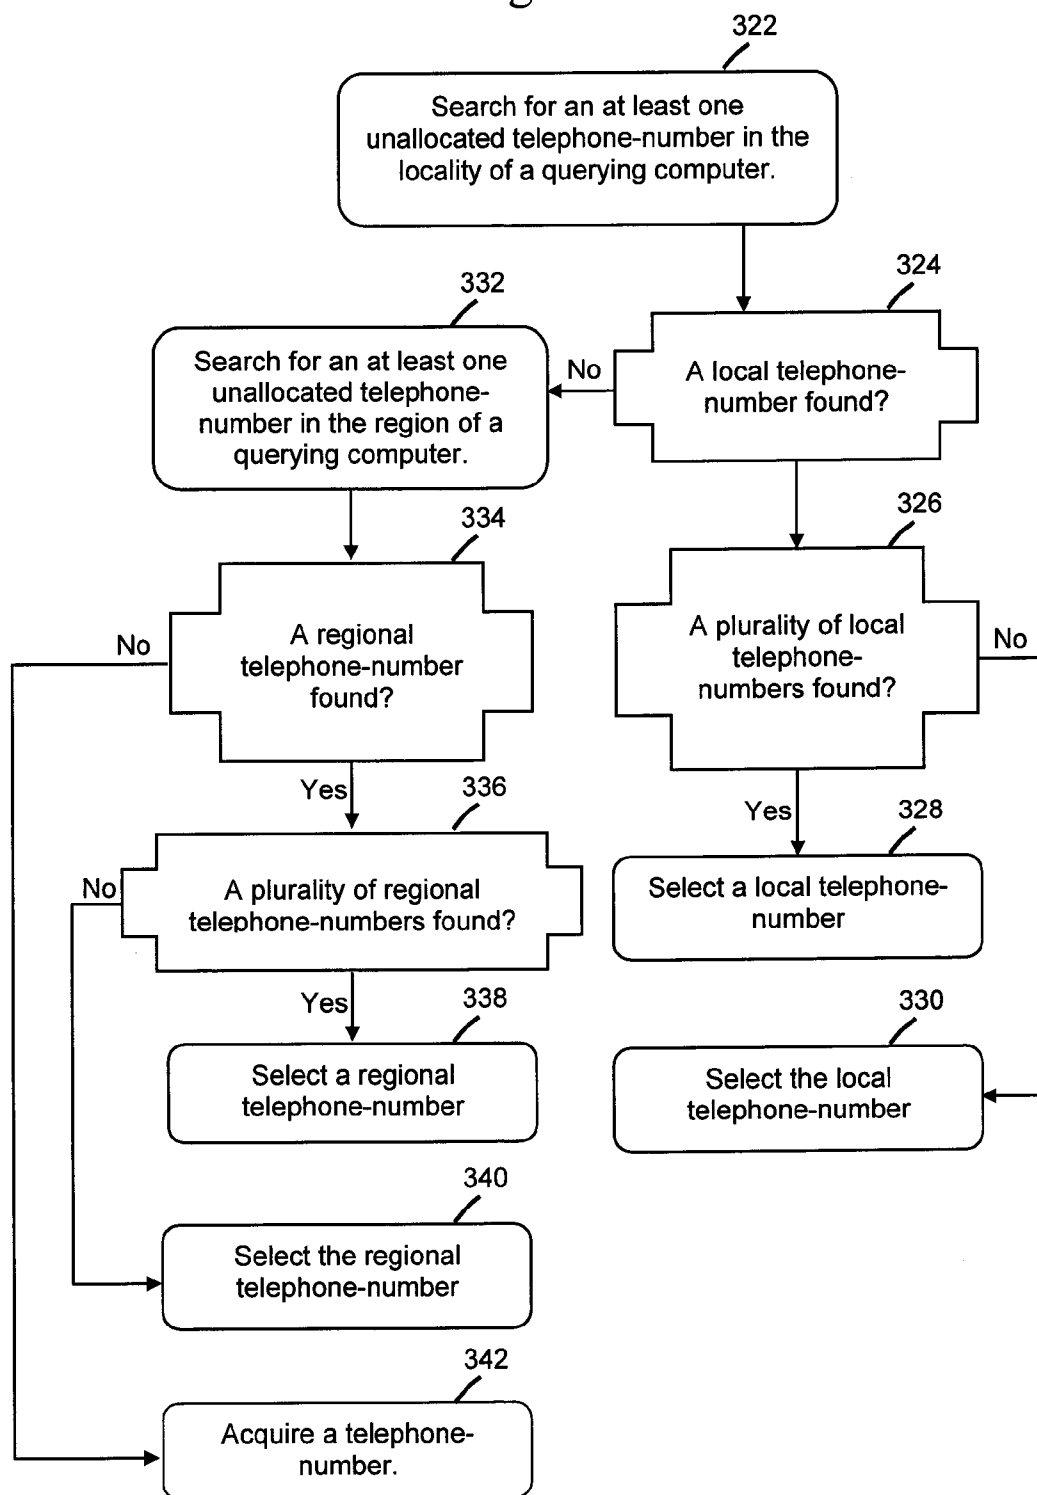 322
Search for an at least one
unallocated telephone-number in the
locality of a querying computer.
324
A local telephone-
number found?
No
332
Search for an at least one
unallocated telephone-
number in the region of a
querying computer.
334
A regional
telephone-number
found?
No
326
A plurality of local
telephone-
numbers found?
No
Yes
336
A plurality of regional
telephone-numbers found?
No
Yes
328
Select a local telephone-
number
Yes
338
Select a regional
telephone-number
330
Select the local
telephone-number
340
Select the regional
telephone-number
342
Acquire a telephone-
number.